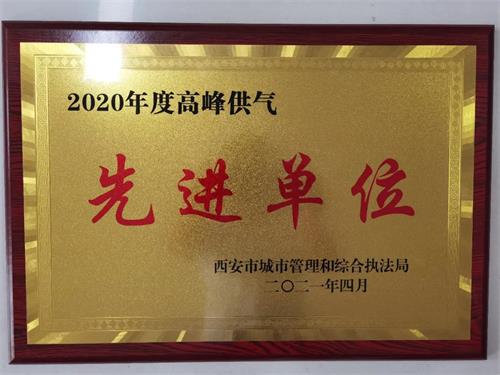 2020年度高峰供气
先进单位
西安市城市管理和综合执法局
二〇二一年四月